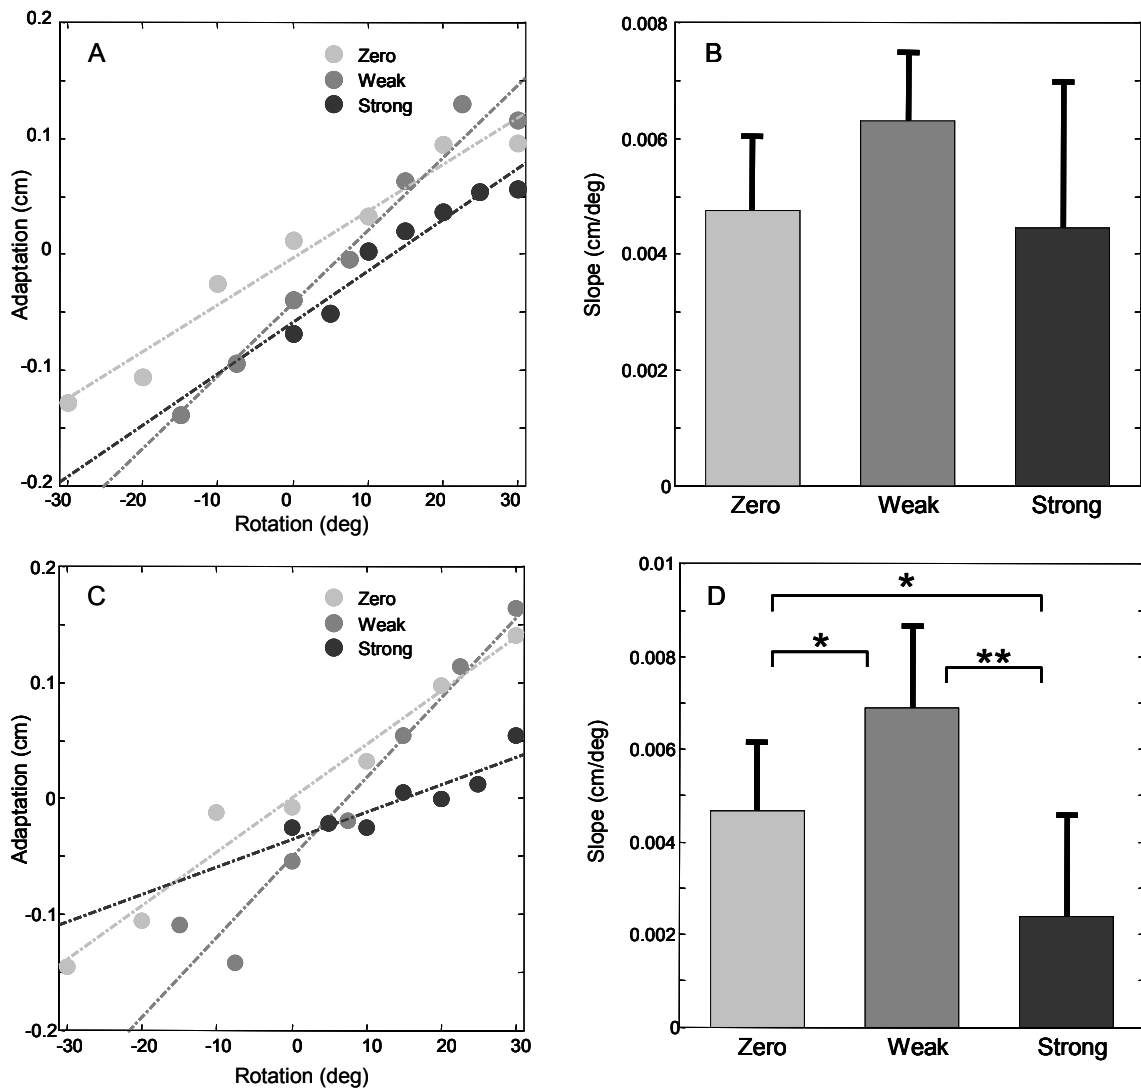 A
Zero
Weak
Strong
0.2
0.1
0
-0.1
-0.2
Adaptation (cm)
-30 -20 -10 0 10 20 30
Rotation (deg)
B
0.008
0.006
0.004
0.002
0
Slope (cm/deg)
Zero Weak Strong
C
Zero
Weak
Strong
0.2
0.1
0
-0.1
-0.2
Adaptation (cm)
-30 -20 -10 0 10 20 30
Rotation (deg)
D
*
*
**
0.01
0.008
0.006
0.004
0.002
0
Slope (cm/deg)
Zero Weak Strong